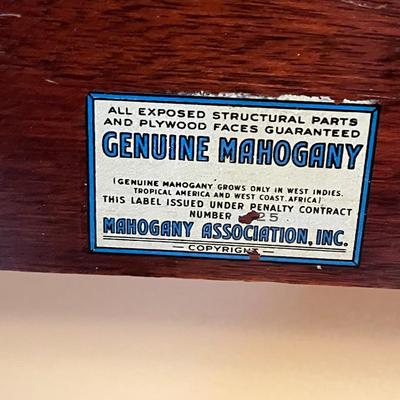 ALL EXPOSED STRUCTURAL PARTS
AND PLYWOOD FACES GUARANTEED
GENUINE MAHOGANY
(GENUINE MAHOGANY GROWS ONLY IN WEST INDIES,
TROPICAL AMERICA AND WEST COAST, AFRICA)
THIS LABEL ISSUED UNDER PENALTY CONTRACT
NUMBER
MAHOGANY ASSOCIATION, INC.
COPYRIGHT